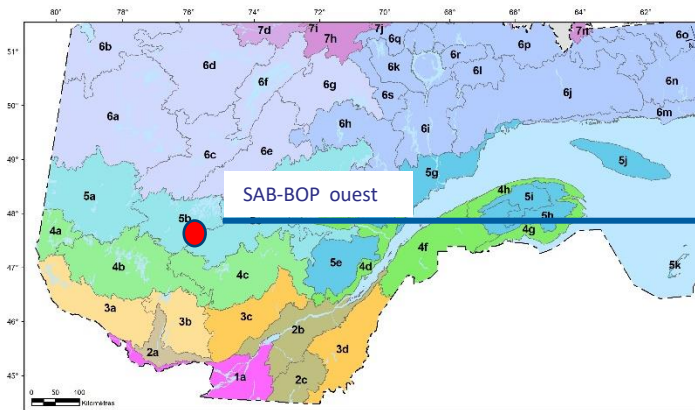 80 78 76 74 72 70 68 66 64 62
51° 7d 7i 7j 7n
6b 7h 6q 6p 6o
6d 6f 6g 6k 6r 6l 6n
50° 6s 6j
6a 6h 6i 6m
6c 6e
49° 5g 5j
5a SAB-BOP ouest 4h 5i
48° 5b 5h
4a 4f 4g
47° 4b 4c 5e 4d 5k
3a 3b 3c
46° 2b
2a 3d
45° 1a 2c
0 50 100
Kilomètres